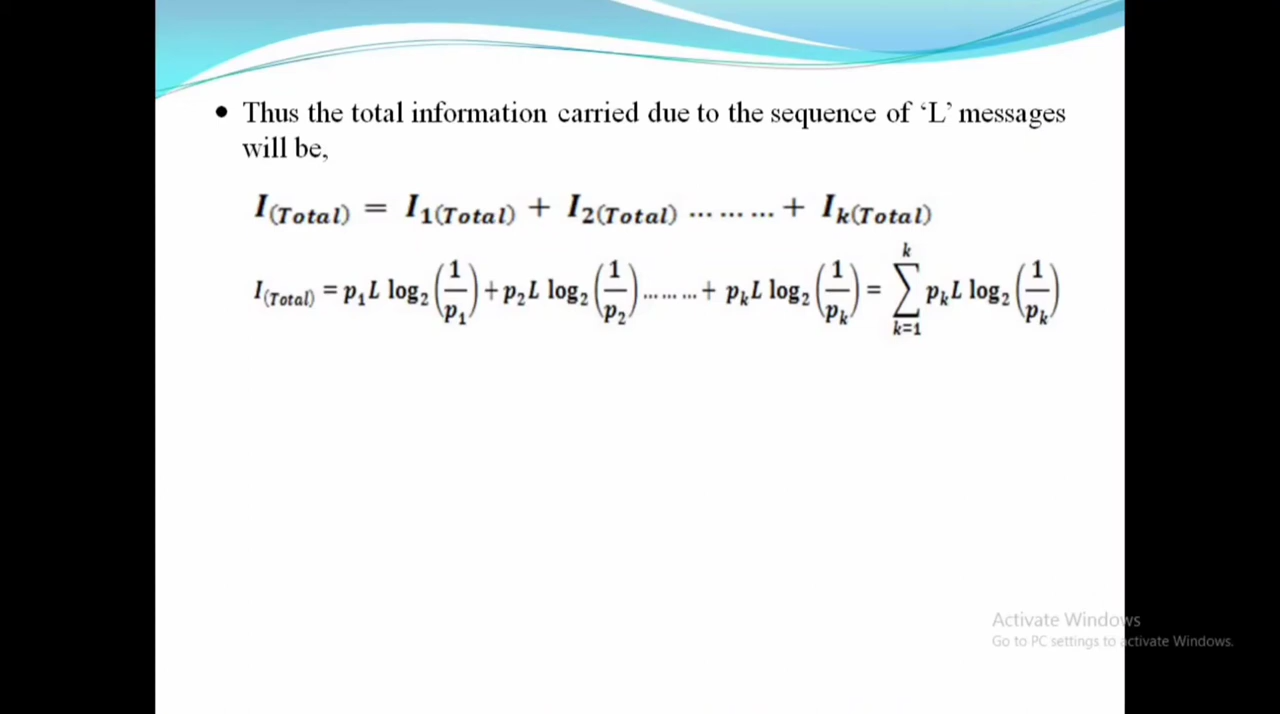 • Thus the total information carried due to the sequence of ‘L’ messages
will be,
I(Total) = I1(Total) + I2(Total) ... ... ... + Ik(Total)
I(Total) = p₁L log₂(1/p₁) + p₂L log₂(1/p₂) ... ... ... + pₖL log₂(1/pₖ) = ∑ₖ₌₁ᵏ pₖL log₂(1/pₖ)
Activate Windows
Go to PC settings to activate Windows.